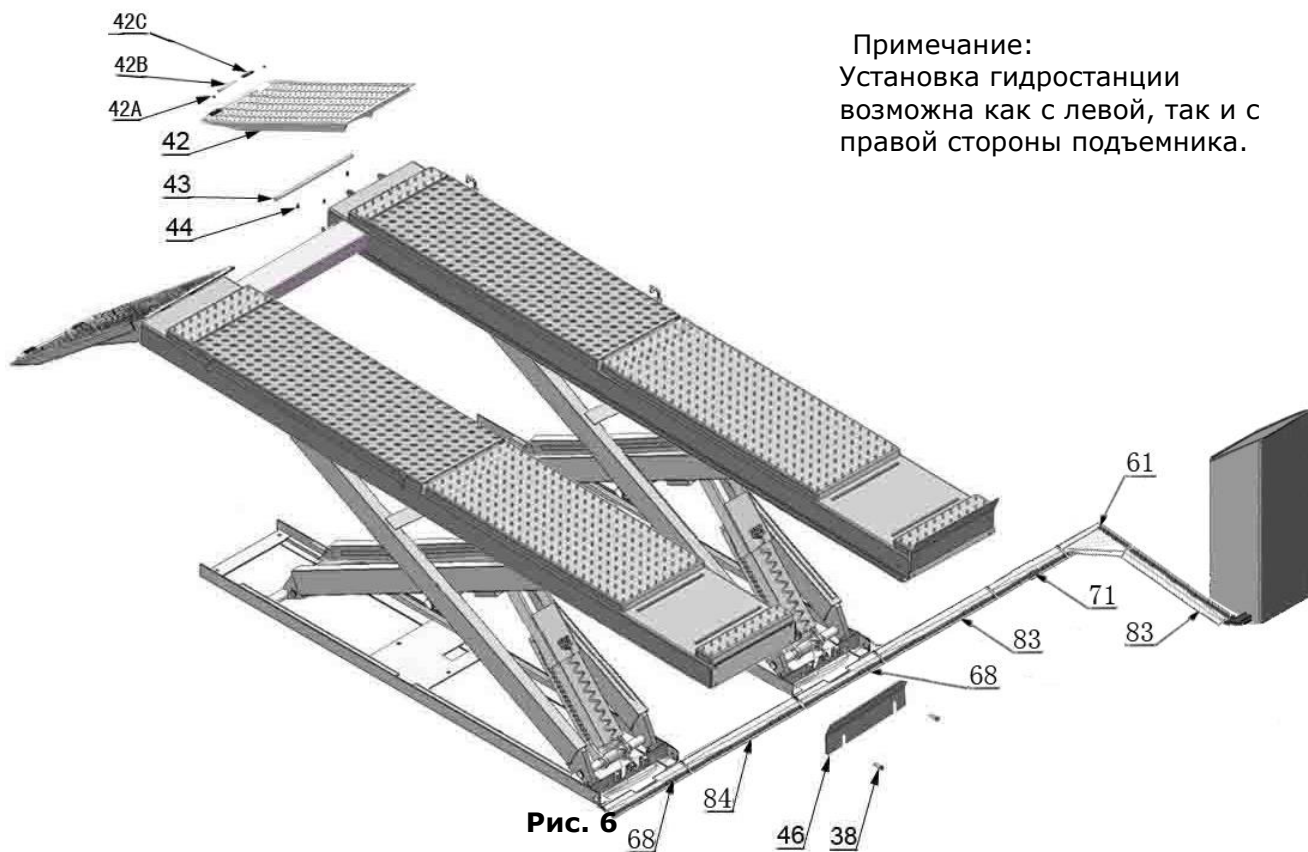 42C
42B
42A
42
43
44
Примечание:
Установка гидростанции
возможна как с левой, так и с
правой стороны подъемника.
61
71
83
83
68
84
68
46
38
Рис. 6